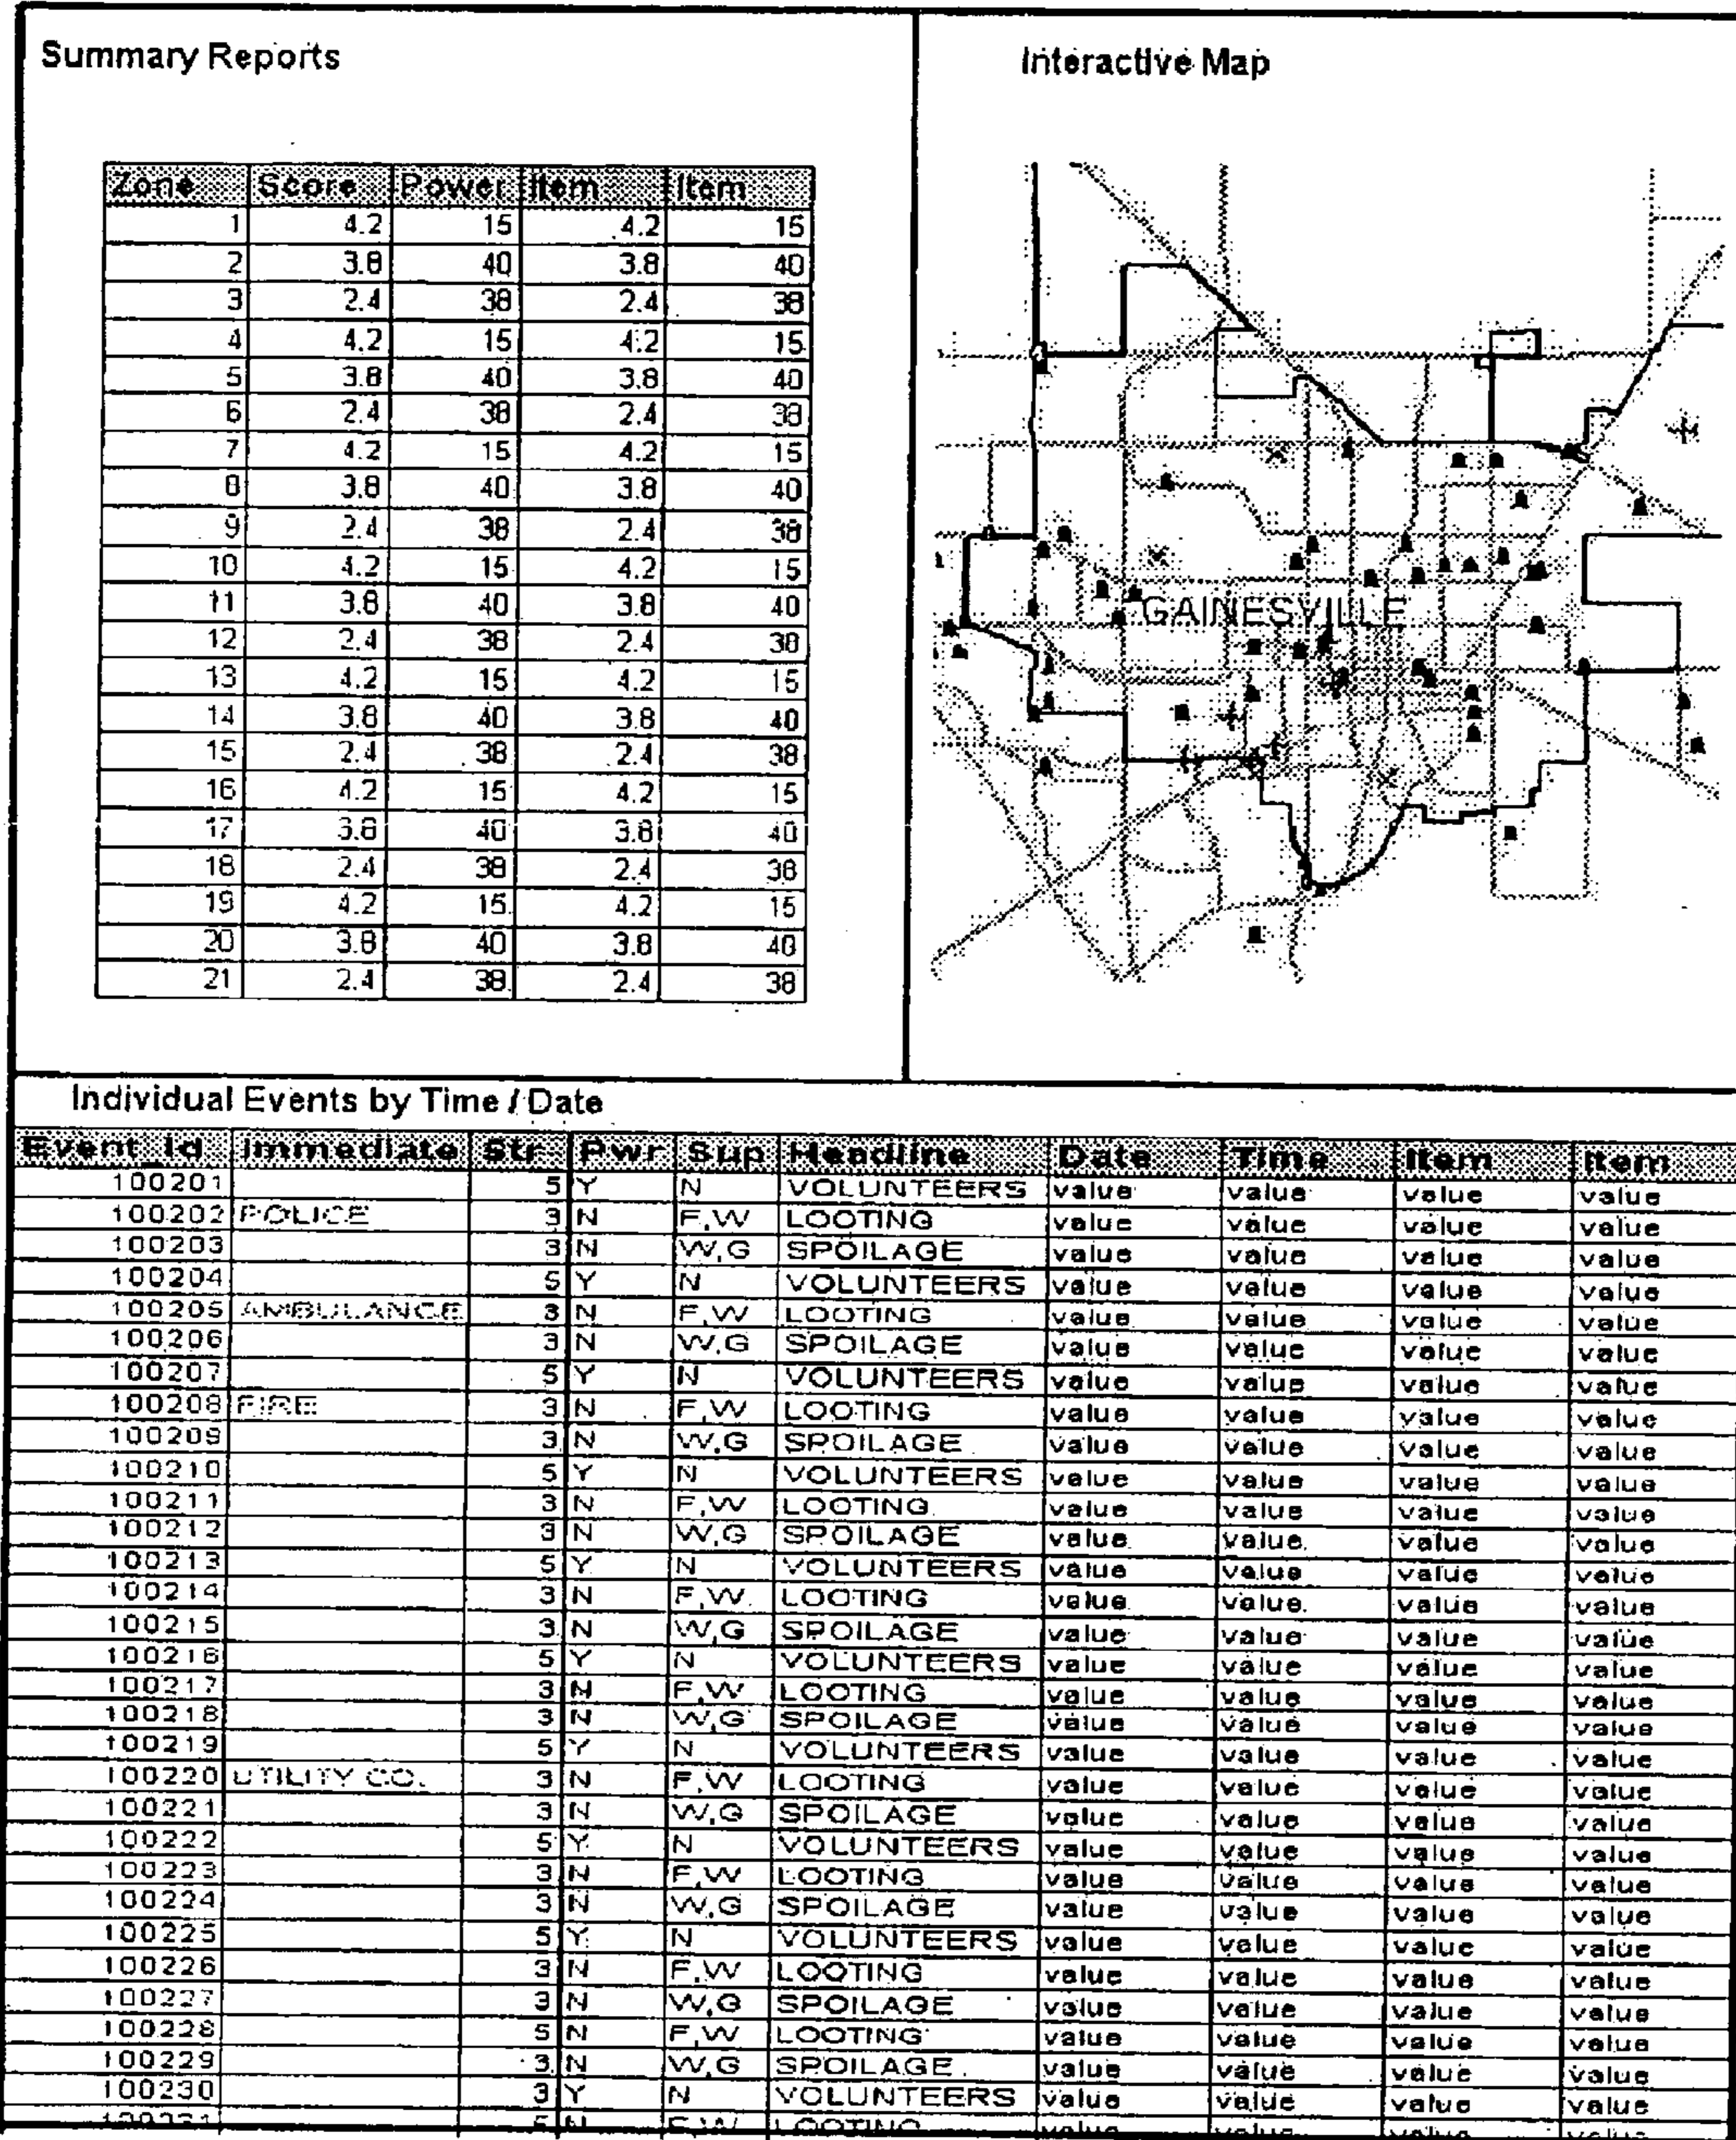 Summary Reports
Zone Score Power Item Item
1 4.2 15 4.2 15
2 3.8 40 3.8 40
3 2.4 38 2.4 38
4 4.2 15 4.2 15
5 3.8 40 3.8 40
6 2.4 38 2.4 38
7 4.2 15 4.2 15
8 3.8 40 3.8 40
9 2.4 38 2.4 38
10 4.2 15 4.2 15
11 3.8 40 3.8 40
12 2.4 38 2.4 38
13 4.2 15 4.2 15
14 3.8 40 3.8 40
15 2.4 38 2.4 38
16 4.2 15 4.2 15
17 3.8 40 3.8 40
18 2.4 38 2.4 38
19 4.2 15 4.2 15
20 3.8 40 3.8 40
21 2.4 38 2.4 38
Interactive Map
GAINESVILLE
Individual Events by Time / Date
Event_Id Immediate Str Pwr Sup Headline Date Time Item Item
100201 5 Y N VOLUNTEERS value value value value
100202 POLICE 3 N F,W LOOTING value value value value
100203 3 N W,G SPOILAGE value value value value
100204 5 Y N VOLUNTEERS value value value value
100205 AMBULANCE 3 N F,W LOOTING value value value value
100206 3 N W,G SPOILAGE value value value value
100207 5 Y N VOLUNTEERS value value value value
100208 FIRE 3 N F,W LOOTING value value value value
100209 3 N W,G SPOILAGE value value value value
100210 5 Y N VOLUNTEERS value value value value
100211 3 N F,W LOOTING value value value value
100212 3 N W,G SPOILAGE value value value value
100213 5 Y N VOLUNTEERS value value value value
100214 3 N F,W LOOTING value value value value
100215 3 N W,G SPOILAGE value value value value
100216 5 Y N VOLUNTEERS value value value value
100217 3 N F,W LOOTING value value value value
100218 3 N W,G SPOILAGE value value value value
100219 5 Y N VOLUNTEERS value value value value
100220 UTILITY CO. 3 N F,W LOOTING value value value value
100221 3 N W,G SPOILAGE value value value value
100222 5 Y N VOLUNTEERS value value value value
100223 3 N F,W LOOTING value value value value
100224 3 N W,G SPOILAGE value value value value
100225 5 Y N VOLUNTEERS value value value value
100226 3 N F,W LOOTING value value value value
100227 3 N W,G SPOILAGE value value value value
100228 5 N F,W LOOTING value value value value
100229 3 N W,G SPOILAGE value value value value
100230 3 Y N VOLUNTEERS value value value value
100231 5 N F,W LOOTING value value value value